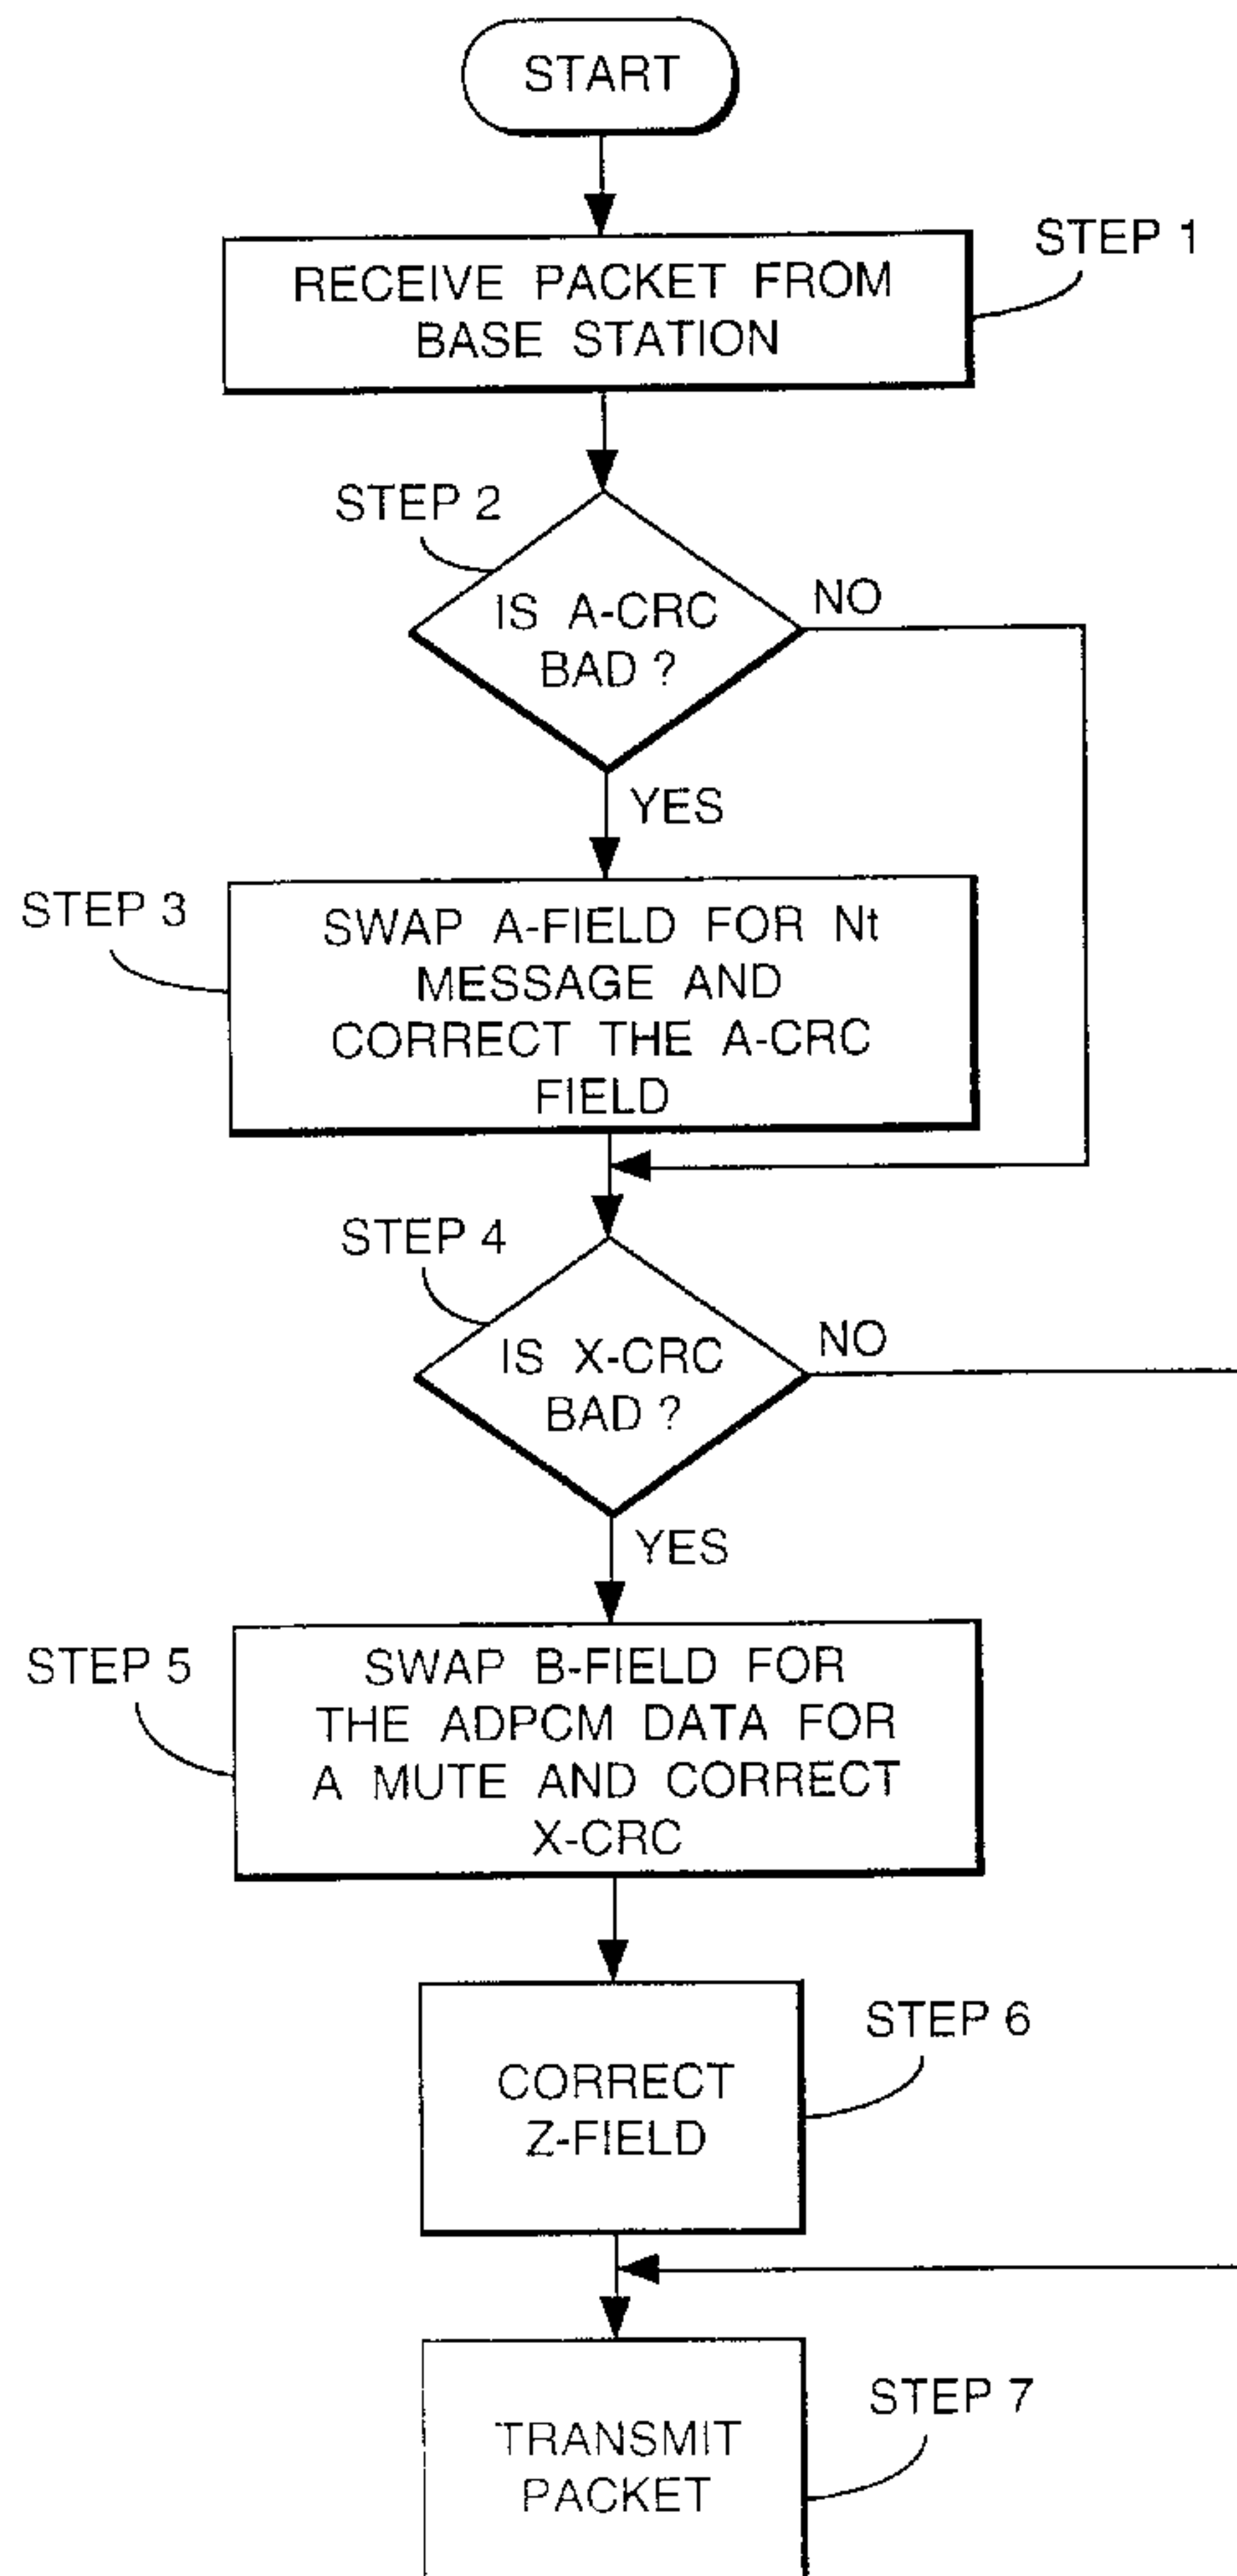 START
STEP 1
RECEIVE PACKET FROM
BASE STATION
STEP 2
IS A-CRC
BAD ?
NO
YES
STEP 3
SWAP A-FIELD FOR Nt
MESSAGE AND
CORRECT THE A-CRC
FIELD
STEP 4
IS X-CRC
BAD ?
NO
YES
STEP 5
SWAP B-FIELD FOR
THE ADPCM DATA FOR
A MUTE AND CORRECT
X-CRC
STEP 6
CORRECT
Z-FIELD
STEP 7
TRANSMIT
PACKET